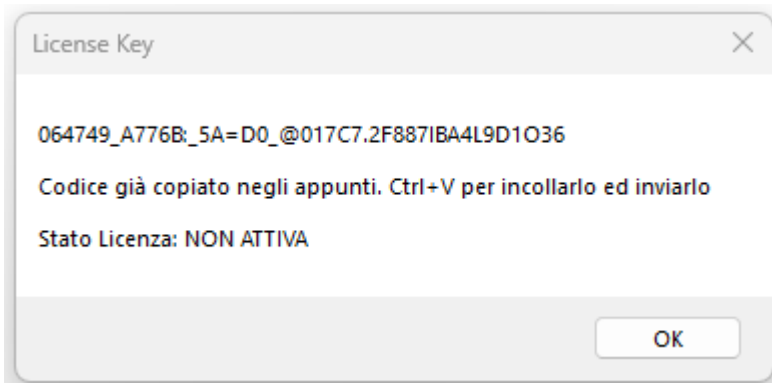 License Key
064749_A776B:_5A=D0_@017C7.2F887IBA4L9D1O36
Codice già copiato negli appunti. Ctrl+V per incollarlo ed inviarlo
Stato Licenza: NON ATTIVA
OK